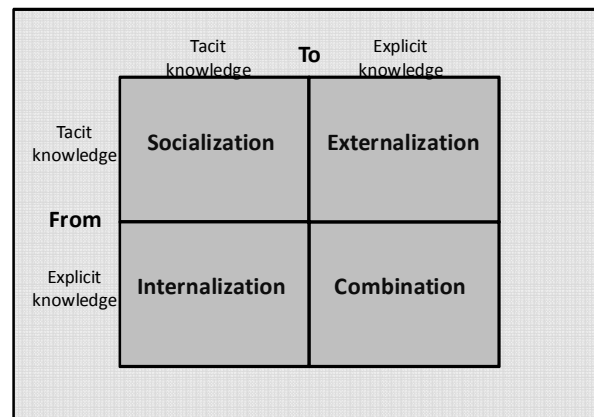 Tacit
knowledge
To
Explicit
knowledge
Tacit
knowledge
Socialization
Externalization
From
Explicit
knowledge
Internalization
Combination